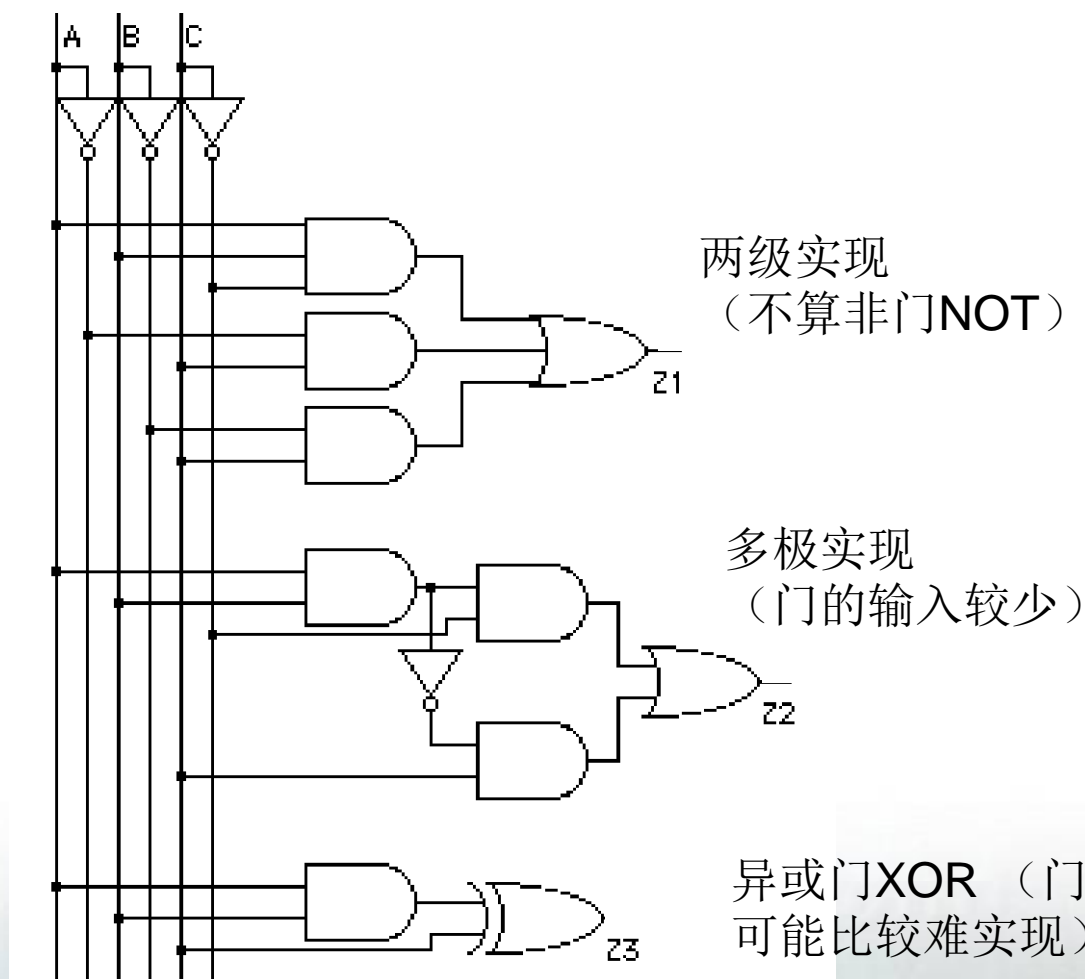 A B C
两级实现
（不算非门NOT）
Z1
多极实现
（门的输入较少）
Z2
异或门XOR （门
可能比较难实现）
Z3